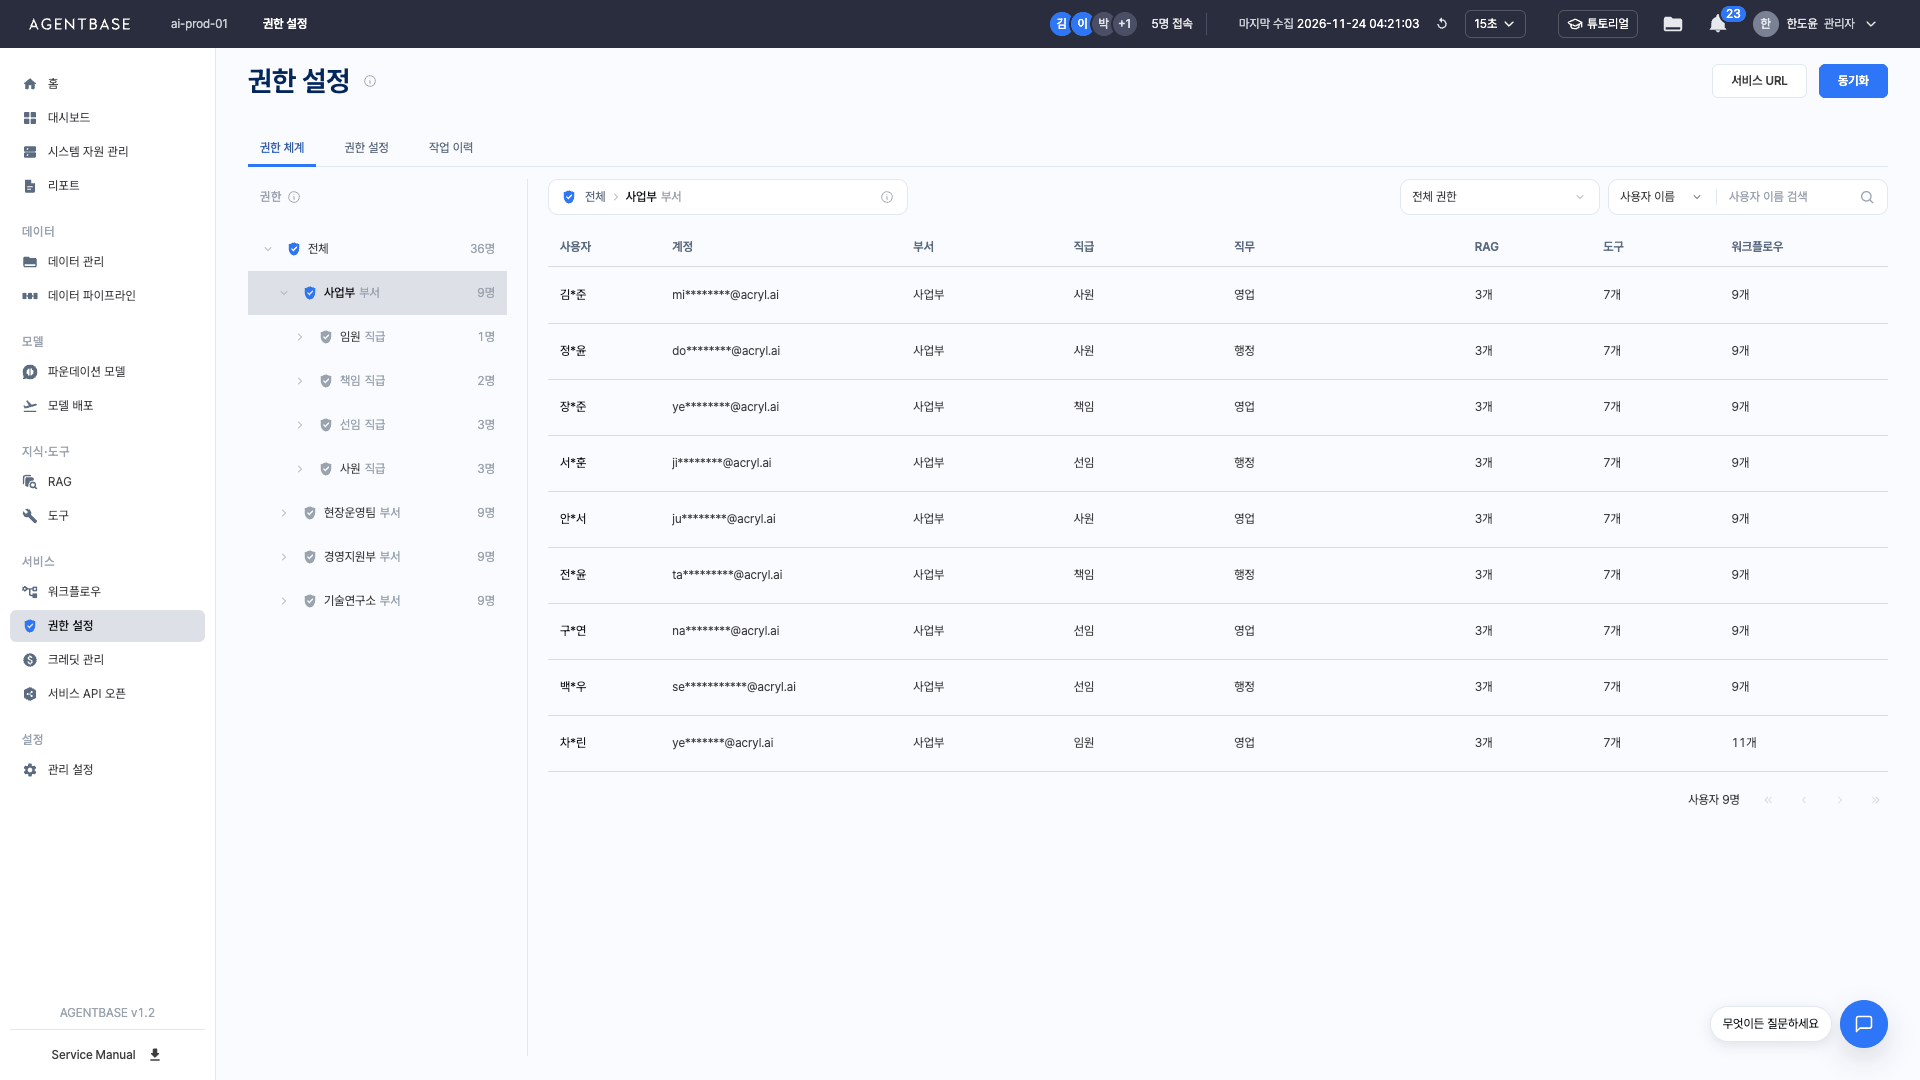 AGENTBASE ai-prod-01 권한 설정 김 이 박 +1 5명 접속 마지막 수집 2026-11-24 04:21:03 15초 튜토리얼 23 한 한도윤 관리자
홈
대시보드
시스템 자원 관리
리포트
데이터
데이터 관리
데이터 파이프라인
모델
파운데이션 모델
모델 배포
지식·도구
RAG
도구
서비스
워크플로우
권한 설정
크레딧 관리
서비스 API 오픈
설정
관리 설정
AGENTBASE v1.2
Service Manual
권한 설정 서비스 URL 동기화
권한 체계 권한 설정 작업 이력
권한
전체 36명
사업부 부서 9명
임원 직급 1명
책임 직급 2명
선임 직급 3명
사원 직급 3명
현장운영팀 부서 9명
경영지원부 부서 9명
기술연구소 부서 9명
전체 > 사업부 부서 전체 권한 사용자 이름 사용자 이름 검색
사용자 계정 부서 직급 직무 RAG 도구 워크플로우
김*준 mi********@acryl.ai 사업부 사원 영업 3개 7개 9개
정*윤 do********@acryl.ai 사업부 사원 행정 3개 7개 9개
장*준 ye********@acryl.ai 사업부 책임 영업 3개 7개 9개
서*훈 ji********@acryl.ai 사업부 선임 행정 3개 7개 9개
안*서 ju********@acryl.ai 사업부 사원 영업 3개 7개 9개
전*윤 ta*********@acryl.ai 사업부 책임 행정 3개 7개 9개
구*연 na********@acryl.ai 사업부 선임 영업 3개 7개 9개
백*우 se***********@acryl.ai 사업부 선임 행정 3개 7개 9개
차*린 ye*******@acryl.ai 사업부 임원 영업 3개 7개 11개
사용자 9명 « ‹ › »
무엇이든 질문하세요